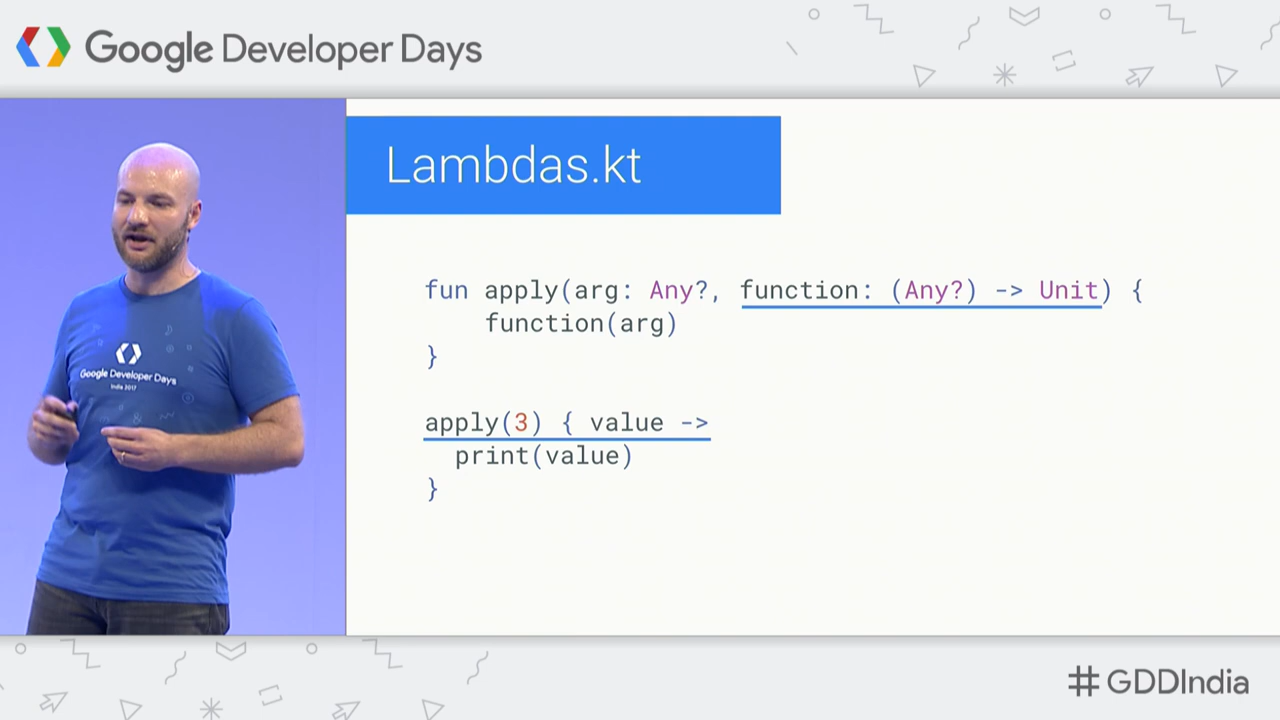 Google Developer Days
Lambdas.kt
fun apply(arg: Any?, function: (Any?) -> Unit) {
    function(arg)
}
apply(3) { value ->
  print(value)
}
Google Developer Days
India 2017
#GDDIndia